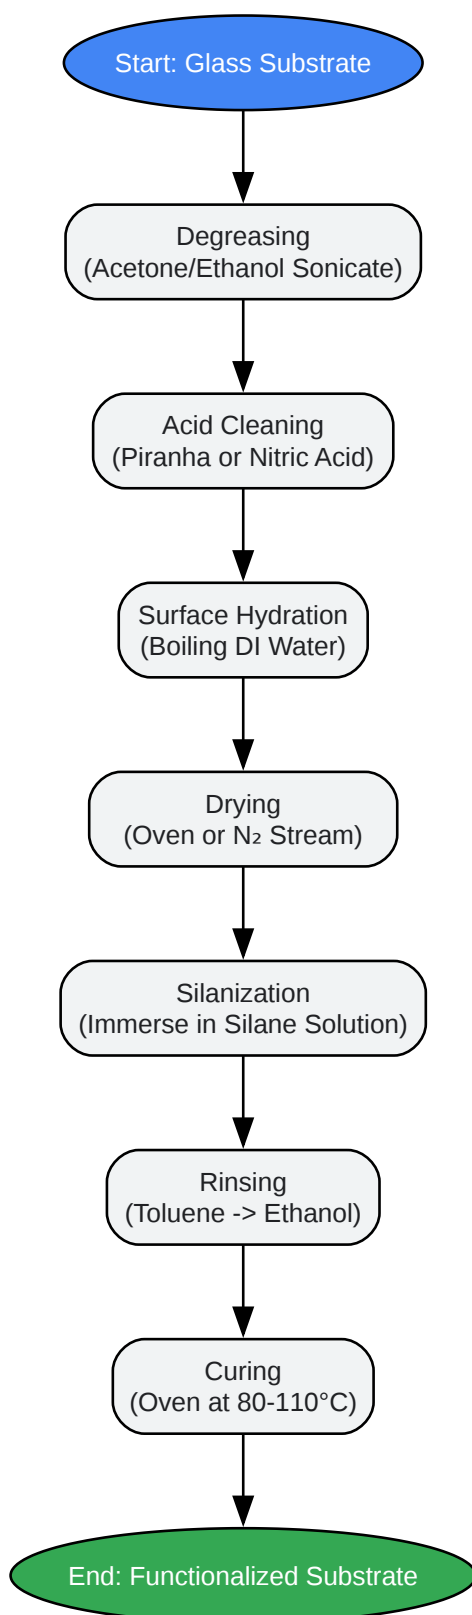 Start: Glass Substrate
Degreasing
(Acetone/Ethanol Sonicate)
Acid Cleaning
(Piranha or Nitric Acid)
Surface Hydration
(Boiling DI Water)
Drying
(Oven or N₂ Stream)
Silanization
(Immerse in Silane Solution)
Rinsing
(Toluene -> Ethanol)
Curing
(Oven at 80-110°C)
End: Functionalized Substrate